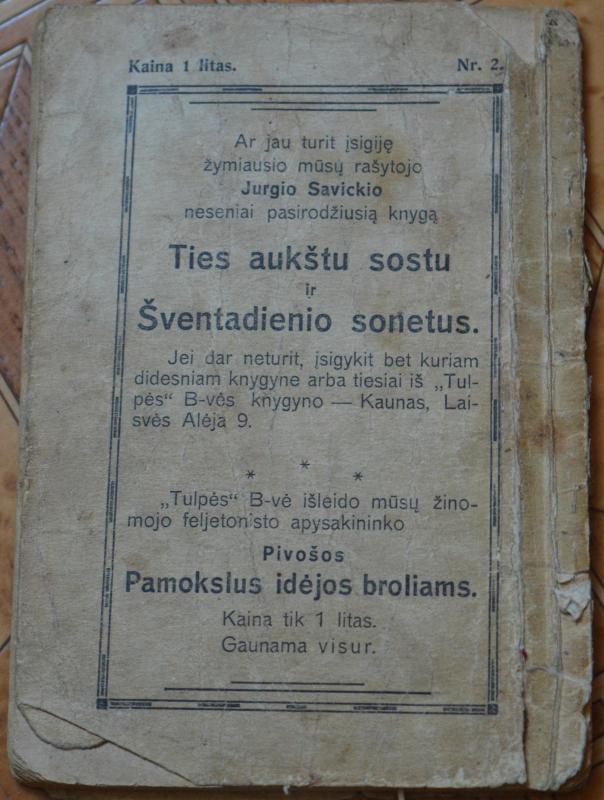 Kaina 1 litas. Nr. 2.
Ar jau turit įsigiję
žymiausio mūsų rašytojo
Jurgio Savickio
neseniai pasirodžiusią knygą
Ties aukštu sostu
ir
Šventadienio sonetus.
Jei dar neturit, įsigykit bet kuriam
didesniam knygyne arba tiesiai iš „Tul-
pės“ B-vės knygyno — Kaunas, Lai-
svės Alėja 9.
* * *
„Tulpės“ B-vė išleido mūsų žino-
mojo feljetonisto apysakininko
Pivošos
Pamokslus idėjos broliams.
Kaina tik 1 litas.
Gaunama visur.